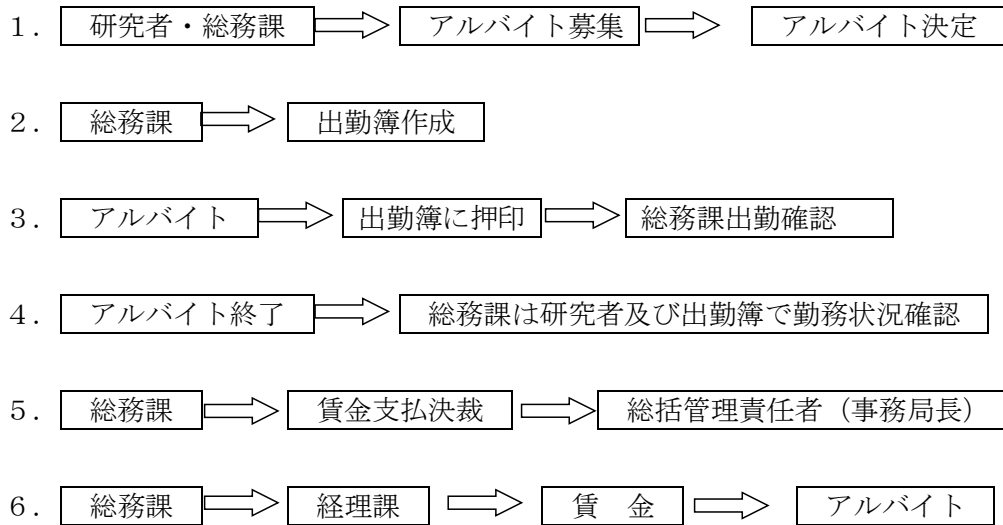 １． 研究者・総務課 アルバイト募集 アルバイト決定
２． 総務課 出勤簿作成
３． アルバイト 出勤簿に押印 総務課出勤確認
４． アルバイト終了 総務課は研究者及び出勤簿で勤務状況確認
５． 総務課 賃金支払決裁 総括管理責任者（事務局長）
６． 総務課 経理課 賃　金 アルバイト